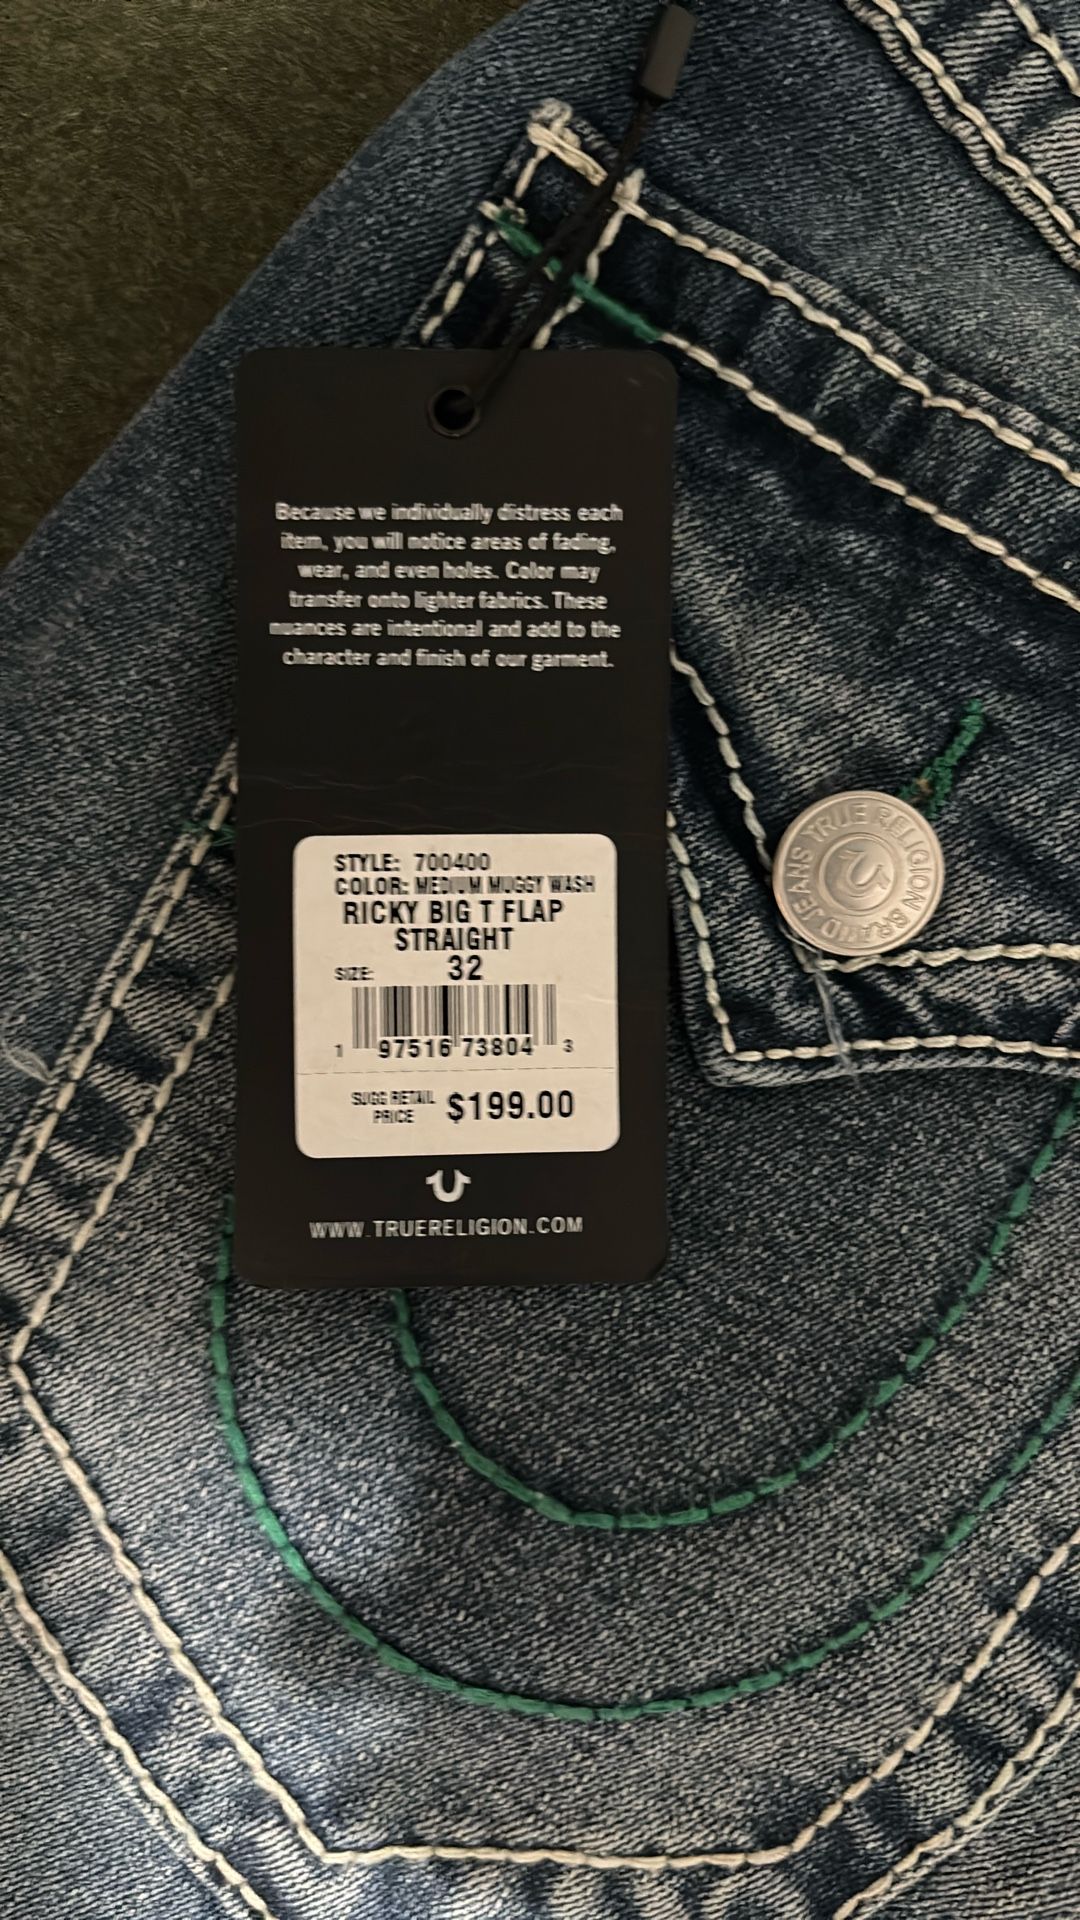 Because we individually distress each
item, you will notice areas of fading,
wear, and even holes. Color may
transfer onto lighter fabrics. These
nuances are intentional and add to the
character and finish of our garment.
STYLE: 700400
COLOR: MEDIUM MUGGY WASH
RICKY BIG T FLAP
STRAIGHT
SIZE: 32
1 97516 73804 3
SUGG RETAIL
PRICE $199.00
WWW.TRUERELIGION.COM
TRUE RELIGION BRAND JEANS